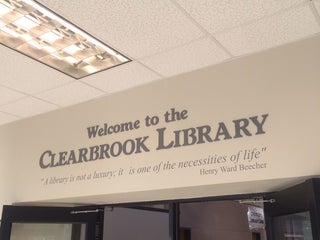 Welcome to the
CLEARBROOK LIBRARY
"A library is not a luxury; it is one of the necessities of life"
Henry Ward Beecher